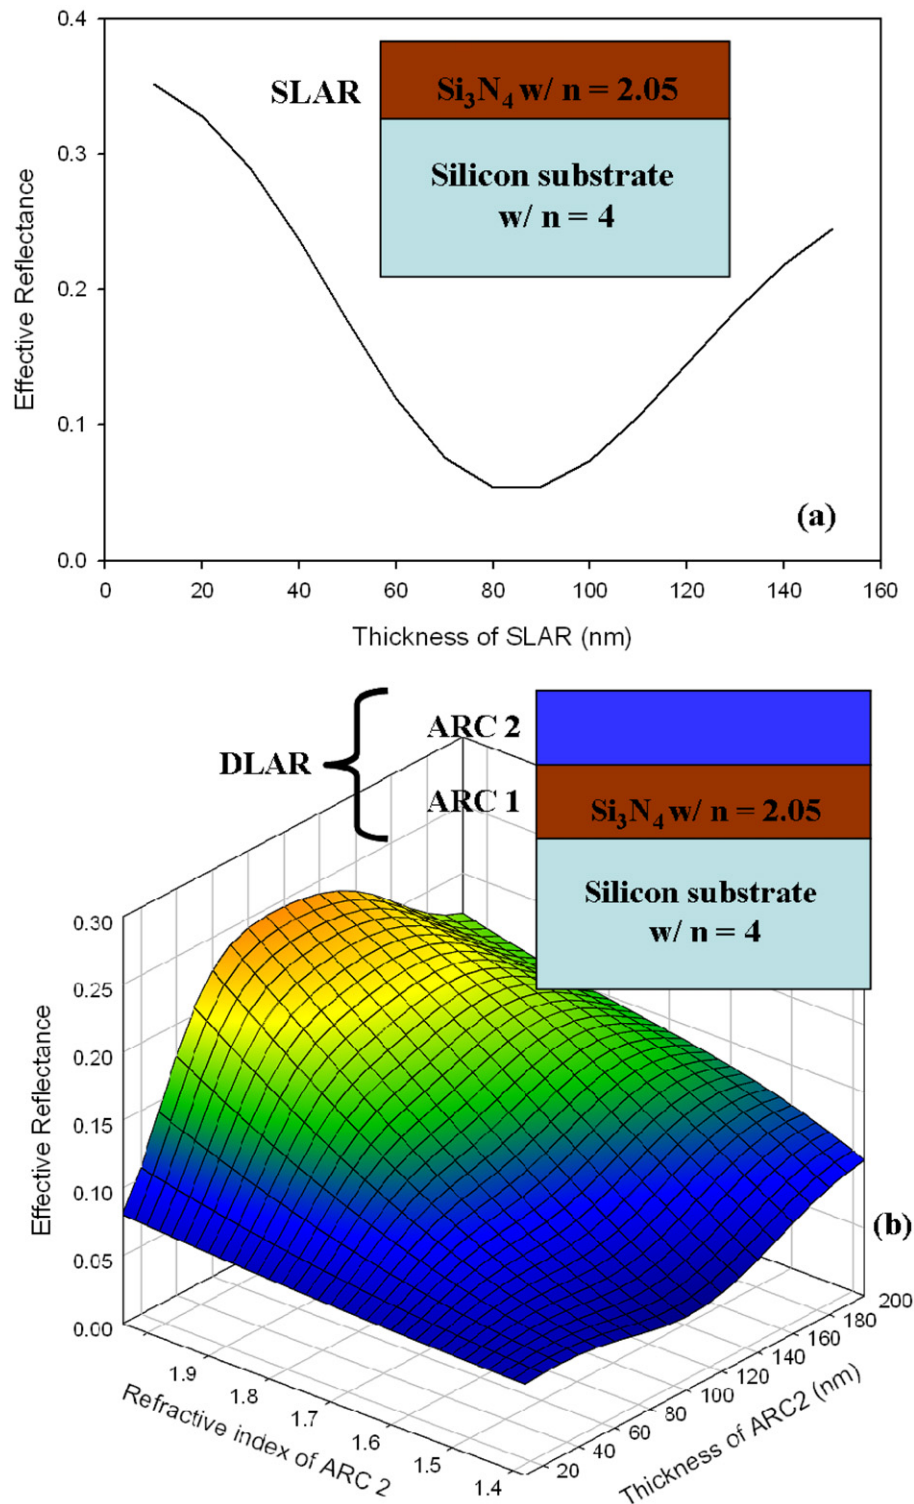 0.4
SLAR
Si3N4 w/ n = 2.05
0.3
Silicon substrate
w/ n = 4
Effective Reflectance
0.2
0.1
(a)
0.0
0 20 40 60 80 100 120 140 160
Thickness of SLAR (nm)
ARC 2
DLAR
ARC 1
Si3N4 w/ n = 2.05
Silicon substrate
w/ n = 4
0.30
0.25
0.20
0.15
0.10
0.05
0.00
Effective Reflectance
(b)
1.9 1.8 1.7 1.6 1.5 1.4
Refractive index of ARC 2
20 40 60 80 100 120 140 160 180 200
Thickness of ARC2 (nm)